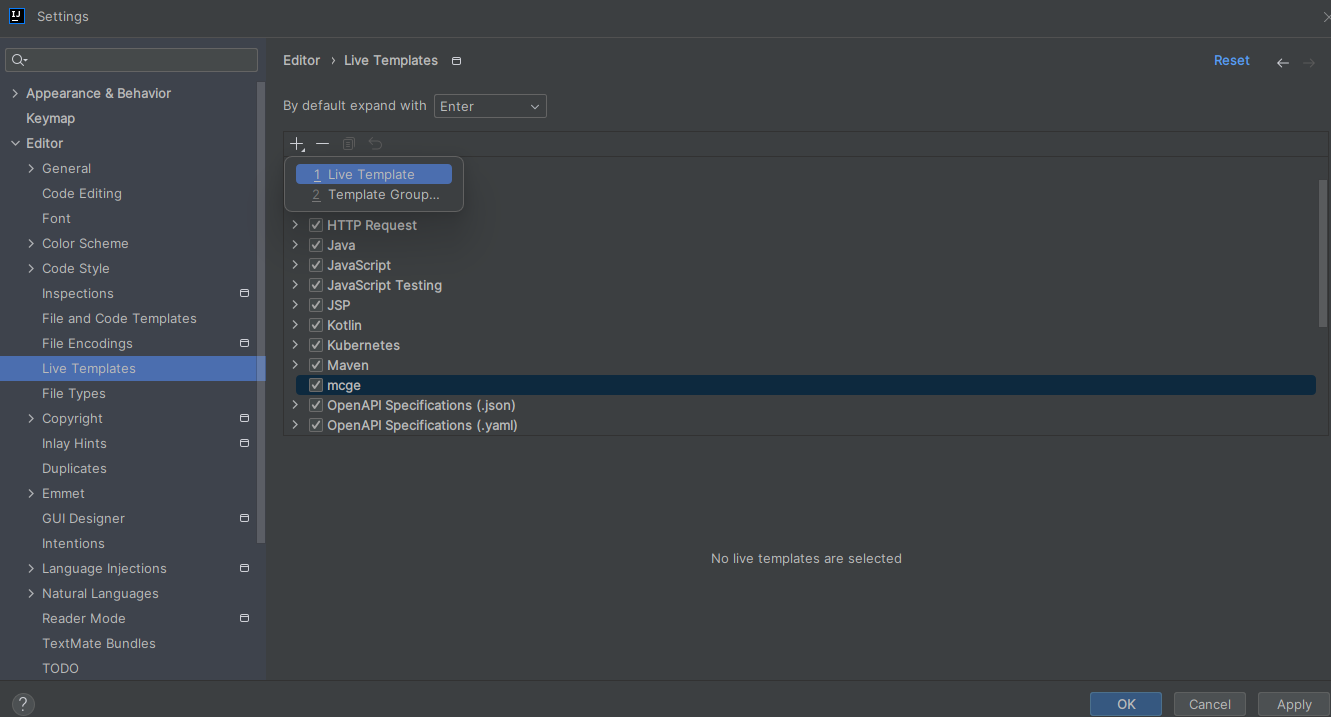 IJ
Settings
Appearance & Behavior
Keymap
Editor
General
Code Editing
Font
Color Scheme
Code Style
Inspections
File and Code Templates
File Encodings
Live Templates
File Types
Copyright
Inlay Hints
Duplicates
Emmet
GUI Designer
Intentions
Language Injections
Natural Languages
Reader Mode
TextMate Bundles
TODO
Editor › Live Templates
Reset
By default expand with Enter
1 Live Template
2 Template Group...
HTTP Request
Java
JavaScript
JavaScript Testing
JSP
Kotlin
Kubernetes
Maven
mcge
OpenAPI Specifications (.json)
OpenAPI Specifications (.yaml)
No live templates are selected
?
OK
Cancel
Apply